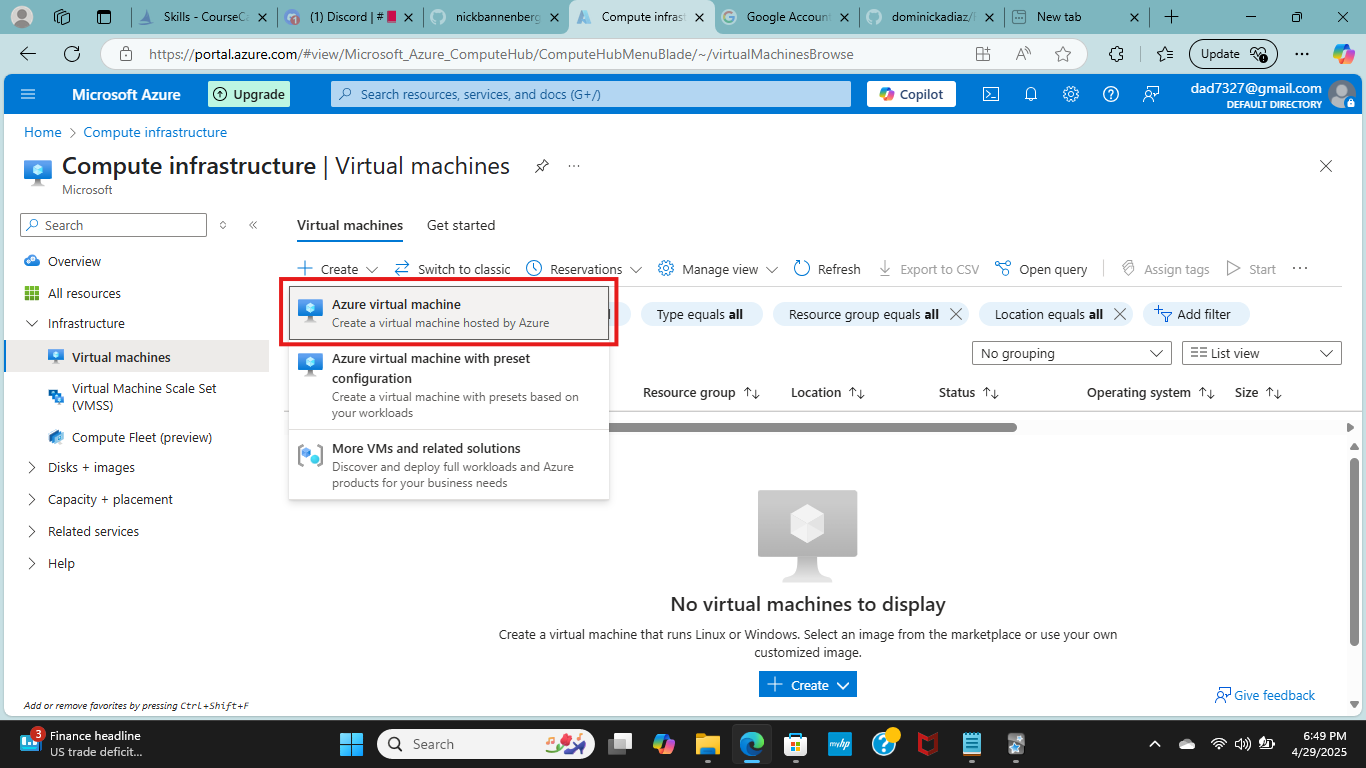 Skills - CourseCa
(1) Discord | #
nickbannenberg
Compute infrast
Google Account
dominickadiaz/
New tab
https://portal.azure.com/#view/Microsoft_Azure_ComputeHub/ComputeHubMenuBlade/~/virtualMachinesBrowse
Update
Microsoft Azure
Upgrade
Search resources, services, and docs (G+/)
Copilot
dad7327@gmail.com
DEFAULT DIRECTORY
Home > Compute infrastructure
Compute infrastructure | Virtual machines
Microsoft
Search
Overview
All resources
Infrastructure
Virtual machines
Virtual Machine Scale Set
(VMSS)
Compute Fleet (preview)
Disks + images
Capacity + placement
Related services
Help
Add or remove favorites by pressing Ctrl+Shift+F
Virtual machines
Get started
Create
Switch to classic
Reservations
Manage view
Refresh
Export to CSV
Open query
Assign tags
Start
Azure virtual machine
Create a virtual machine hosted by Azure
Azure virtual machine with preset
configuration
Create a virtual machine with presets based on
your workloads
More VMs and related solutions
Discover and deploy full workloads and Azure
products for your business needs
Type equals all
Resource group equals all
Location equals all
Add filter
No grouping
List view
Resource group
Location
Status
Operating system
Size
No virtual machines to display
Create a virtual machine that runs Linux or Windows. Select an image from the marketplace or use your own
customized image.
Create
Give feedback
3
Finance headline
US trade deficit...
Search
myhp
6:49 PM
4/29/2025